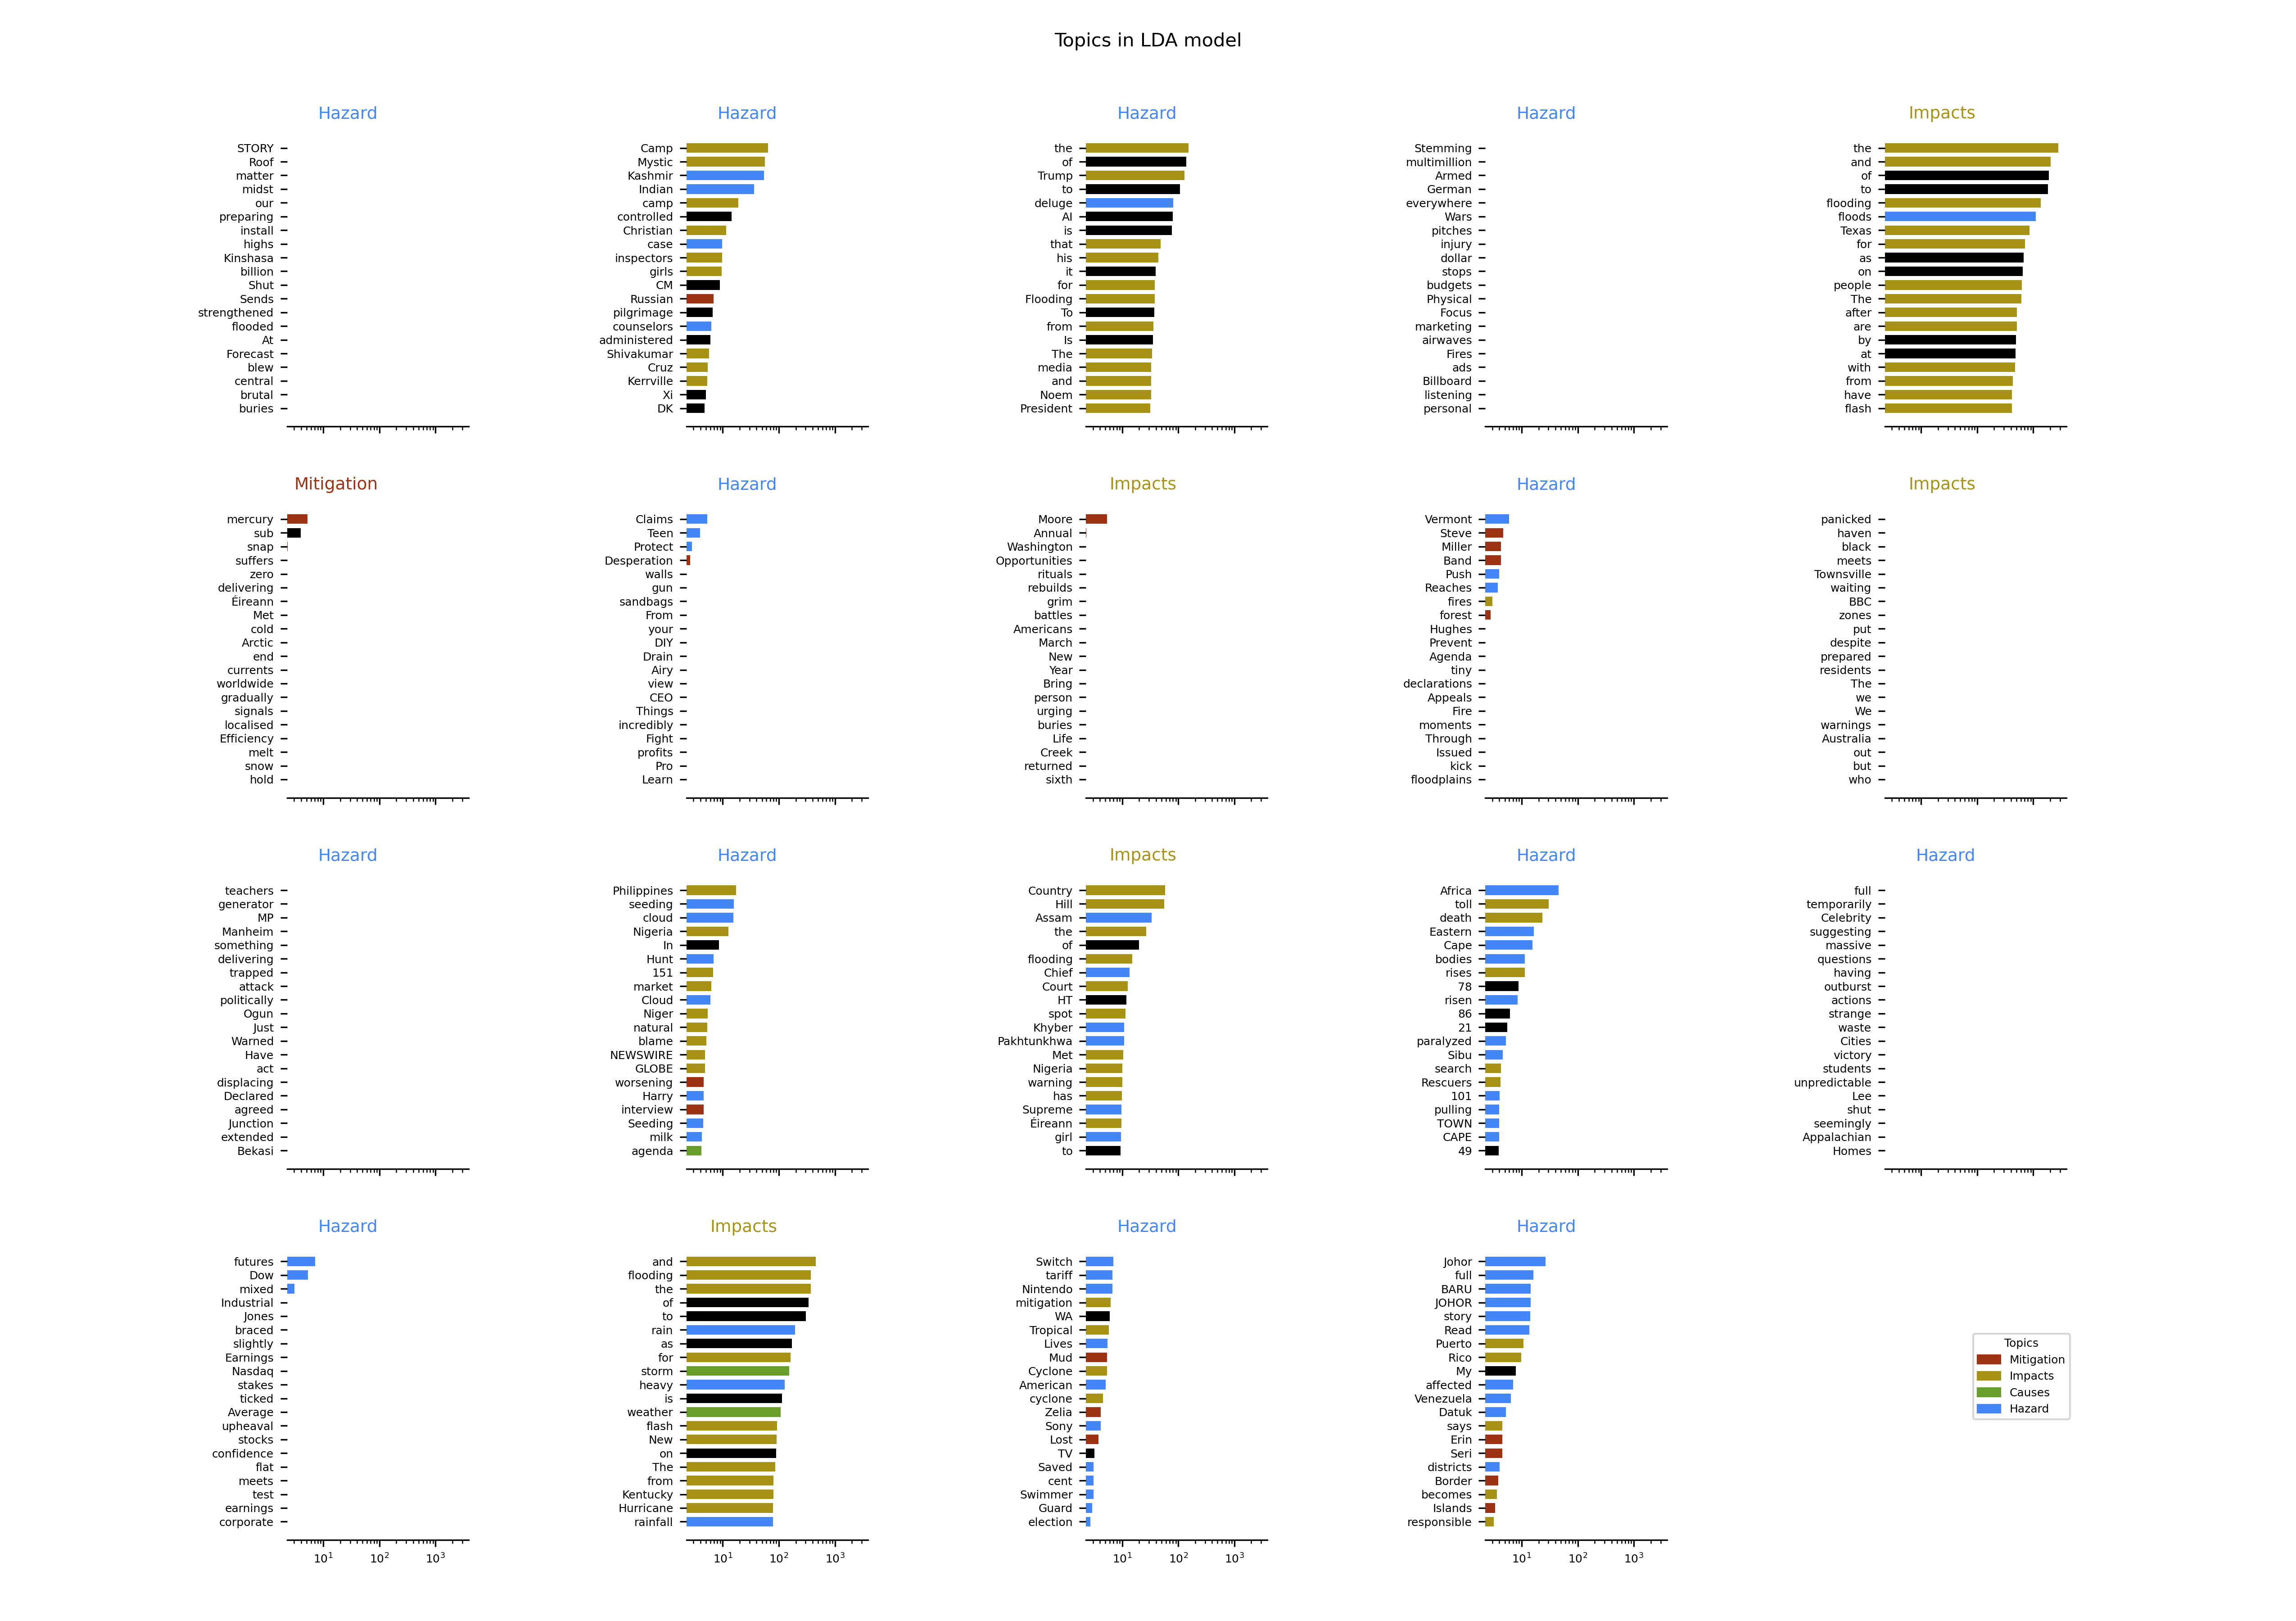 Topics in LDA model
Hazard
STORY
Roof
matter
midst
our
preparing
install
highs
Kinshasa
billion
Shut
Sends
strengthened
flooded
At
Forecast
blew
central
brutal
buries
Hazard
Camp
Mystic
Kashmir
Indian
camp
controlled
Christian
case
inspectors
girls
CM
Russian
pilgrimage
counselors
administered
Shivakumar
Cruz
Kerrville
Xi
DK
Hazard
the
of
Trump
to
deluge
AI
is
that
his
it
for
Flooding
To
from
Is
The
media
and
Noem
President
Hazard
Stemming
multimillion
Armed
German
everywhere
Wars
pitches
injury
dollar
stops
budgets
Physical
Focus
marketing
airwaves
Fires
ads
Billboard
listening
personal
Impacts
the
and
of
to
flooding
floods
Texas
for
as
on
people
The
after
are
by
at
with
from
have
flash
Mitigation
mercury
sub
snap
suffers
zero
delivering
Éireann
Met
cold
Arctic
end
currents
worldwide
gradually
signals
localised
Efficiency
melt
snow
hold
Hazard
Claims
Teen
Protect
Desperation
walls
gun
sandbags
From
your
DIY
Drain
Airy
view
CEO
Things
incredibly
Fight
profits
Pro
Learn
Impacts
Moore
Annual
Washington
Opportunities
rituals
rebuilds
grim
battles
Americans
March
New
Year
Bring
person
urging
buries
Life
Creek
returned
sixth
Hazard
Vermont
Steve
Miller
Band
Push
Reaches
fires
forest
Hughes
Prevent
Agenda
tiny
declarations
Appeals
Fire
moments
Through
Issued
kick
floodplains
Impacts
panicked
haven
black
meets
Townsville
waiting
BBC
zones
put
despite
prepared
residents
The
we
We
warnings
Australia
out
but
who
Hazard
teachers
generator
MP
Manheim
something
delivering
trapped
attack
politically
Ogun
Just
Warned
Have
act
displacing
Declared
agreed
Junction
extended
Bekasi
Hazard
Philippines
seeding
cloud
Nigeria
In
Hunt
151
market
Cloud
Niger
natural
blame
NEWSWIRE
GLOBE
worsening
Harry
interview
Seeding
milk
agenda
Impacts
Country
Hill
Assam
the
of
flooding
Chief
Court
HT
spot
Khyber
Pakhtunkhwa
Met
Nigeria
warning
has
Supreme
Éireann
girl
to
Hazard
Africa
toll
death
Eastern
Cape
bodies
rises
78
risen
86
21
paralyzed
Sibu
search
Rescuers
101
pulling
TOWN
CAPE
49
Hazard
full
temporarily
Celebrity
suggesting
massive
questions
having
outburst
actions
strange
waste
Cities
victory
students
unpredictable
Lee
shut
seemingly
Appalachian
Homes
Hazard
futures
Dow
mixed
Industrial
Jones
braced
slightly
Earnings
Nasdaq
stakes
ticked
Average
upheaval
stocks
confidence
flat
meets
test
earnings
corporate
10¹ 10² 10³
Impacts
and
flooding
the
of
to
rain
as
for
storm
heavy
is
weather
flash
New
on
The
from
Kentucky
Hurricane
rainfall
10¹ 10² 10³
Hazard
Switch
tariff
Nintendo
mitigation
WA
Tropical
Lives
Mud
Cyclone
American
cyclone
Zelia
Sony
Lost
TV
Saved
cent
Swimmer
Guard
election
10¹ 10² 10³
Hazard
Johor
full
BARU
JOHOR
story
Read
Puerto
Rico
My
affected
Venezuela
Datuk
says
Erin
Seri
districts
Border
becomes
Islands
responsible
10¹ 10² 10³
Topics
Mitigation
Impacts
Causes
Hazard